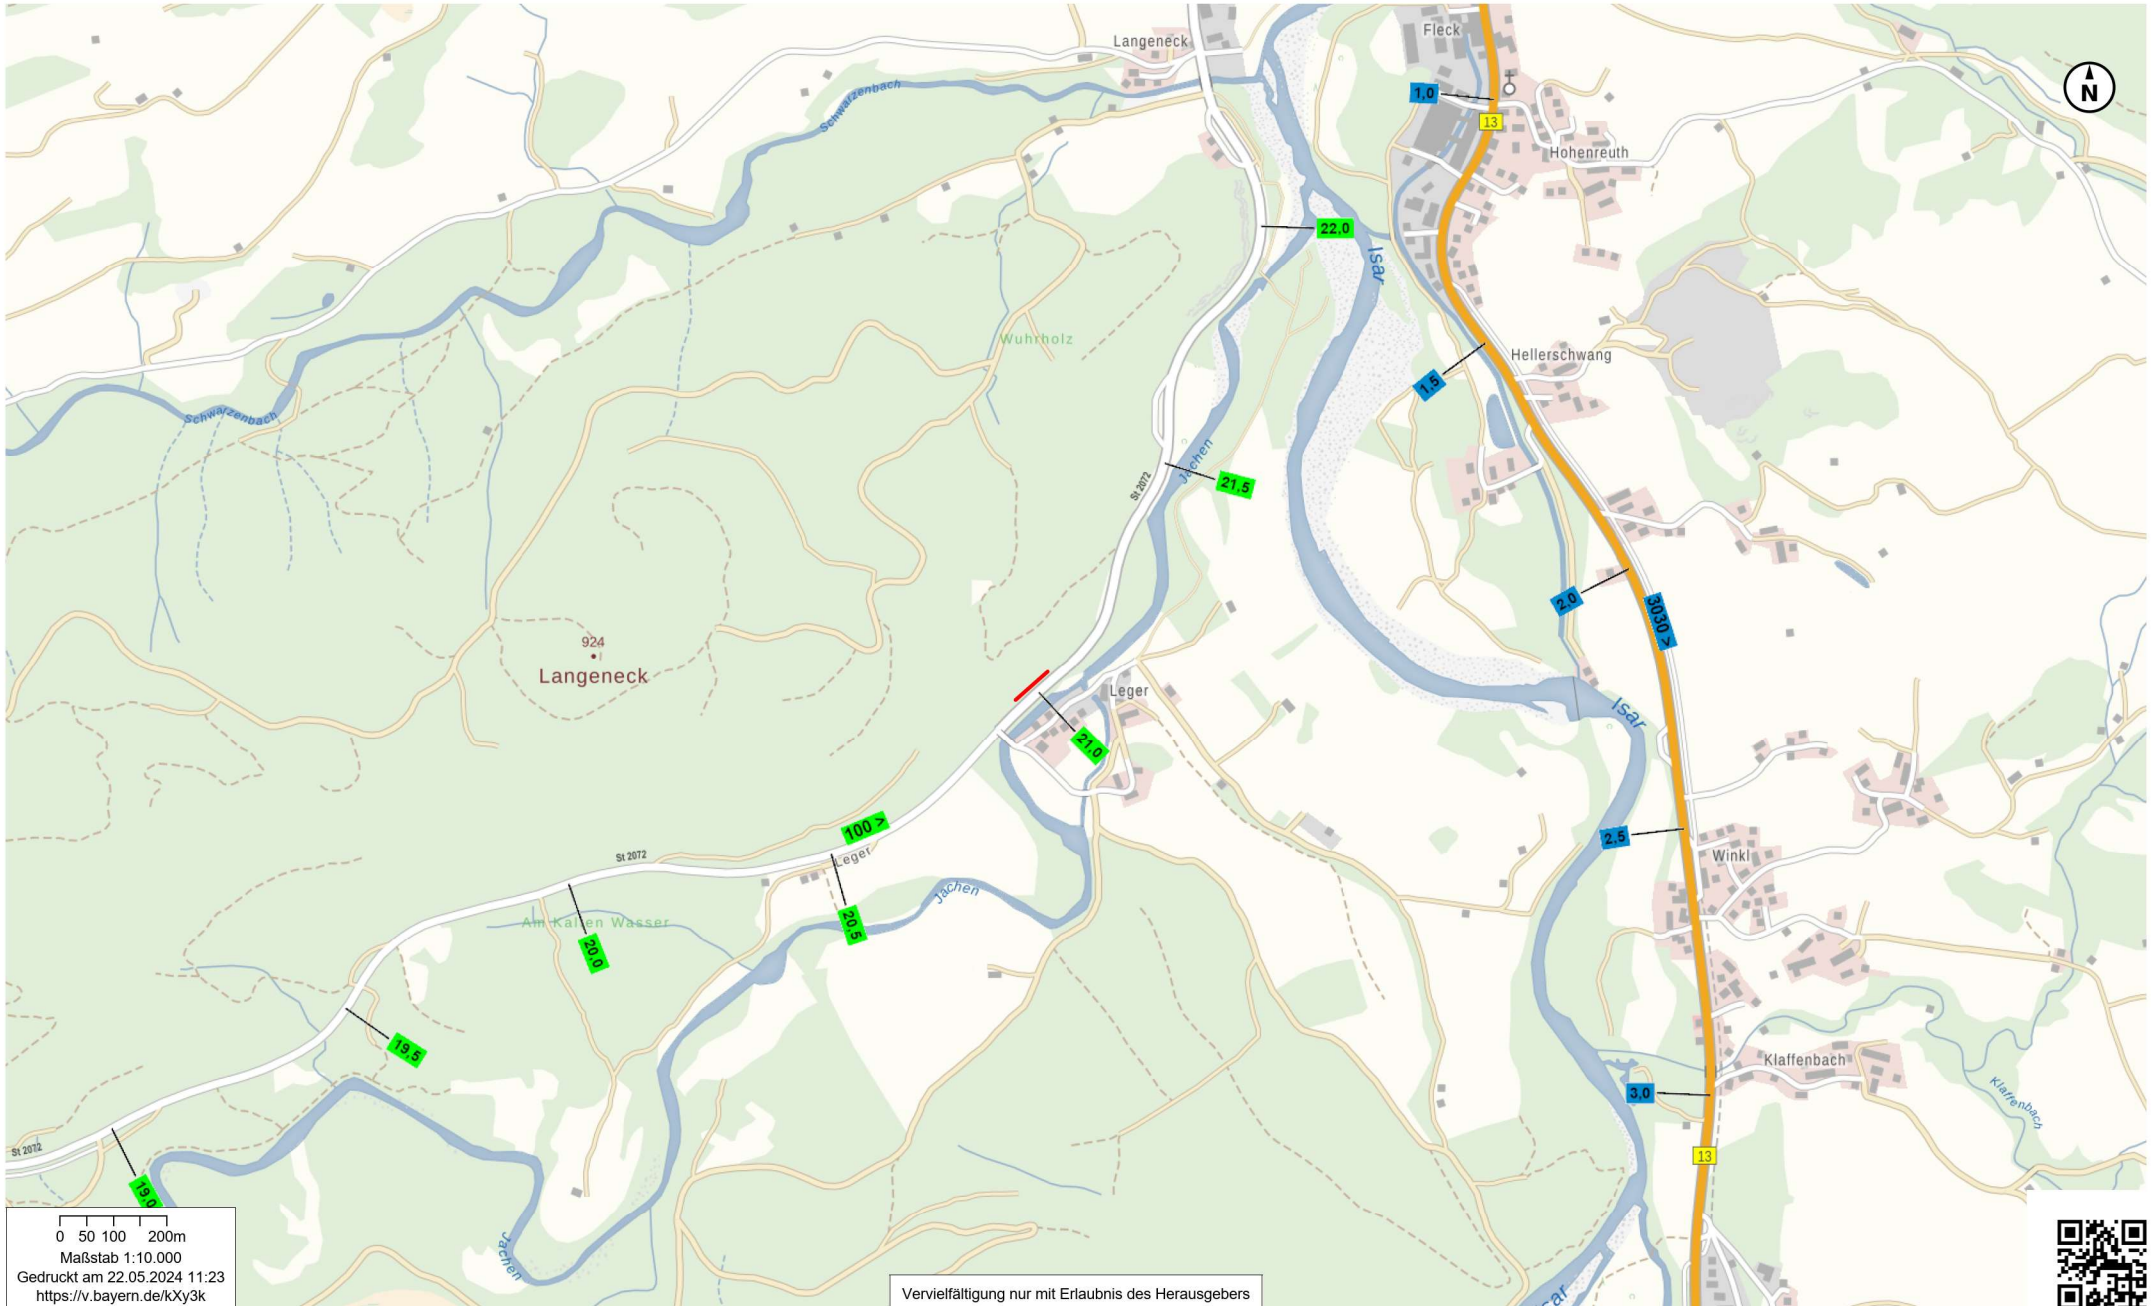 Fleck
Langeneck
N
1,0
Schwarzenbach
13
Hohenreuth
22,0
Isar
Wuhrholz
Hellerschwang
1,5
Schwarzenbach
Jachen
21,5
St 2072
2,0
3030 >
924
Langeneck
Leger
Isar
21,0
100 >
2,5
St 2072
Leger
Winkl
Jachen
Am Kalten Wasser
20,5
20,0
19,5
Klaffenbach
3,0
Klaffenbach
St 2072
13
19,0
0 50 100 200m
Maßstab 1:10.000
Gedruckt am 22.05.2024 11:23
https://v.bayern.de/kXy3k
Jachen
Vervielfältigung nur mit Erlaubnis des Herausgebers
Isar